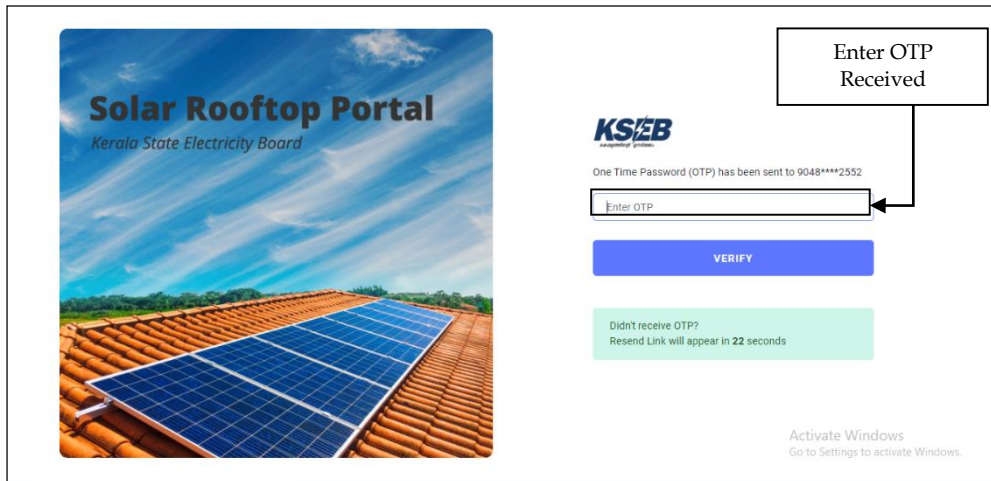 Solar Rooftop Portal
Kerala State Electricity Board
Enter OTP
Received
KSEB
One Time Password (OTP) has been sent to 9048****2552
Enter OTP
VERIFY
Didn't receive OTP?
Resend Link will appear in 22 seconds
Activate Windows
Go to Settings to activate Windows.